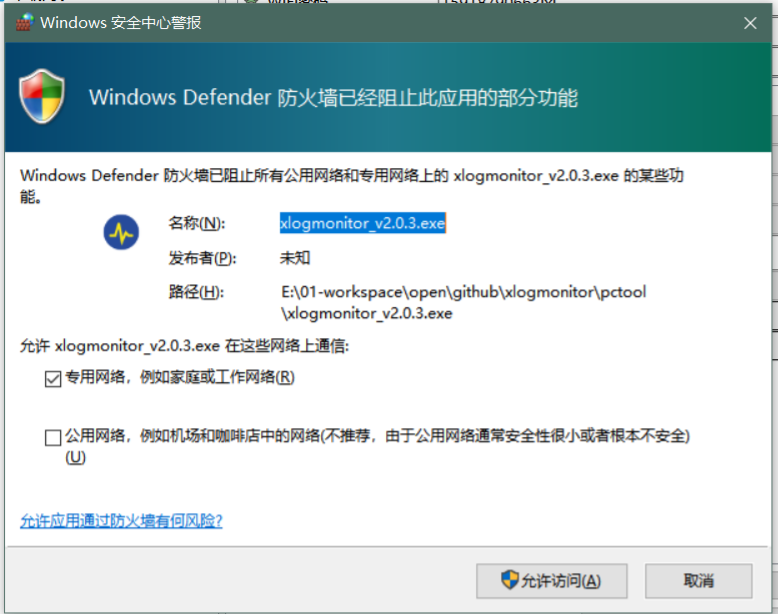 Windows 安全中心警报
Windows Defender 防火墙已经阻止此应用的部分功能
Windows Defender 防火墙已阻止所有公用网络和专用网络上的 xlogmonitor_v2.0.3.exe 的某些功
能。
名称(N):
xlogmonitor_v2.0.3.exe
发布者(P):
未知
路径(H):
E:\01-workspace\open\github\xlogmonitor\pctool
\xlogmonitor_v2.0.3.exe
允许 xlogmonitor_v2.0.3.exe 在这些网络上通信:
专用网络，例如家庭或工作网络(R)
公用网络，例如机场和咖啡店中的网络(不推荐，由于公用网络通常安全性很小或者根本不安全)
(U)
允许应用通过防火墙有何风险?
允许访问(A)
取消